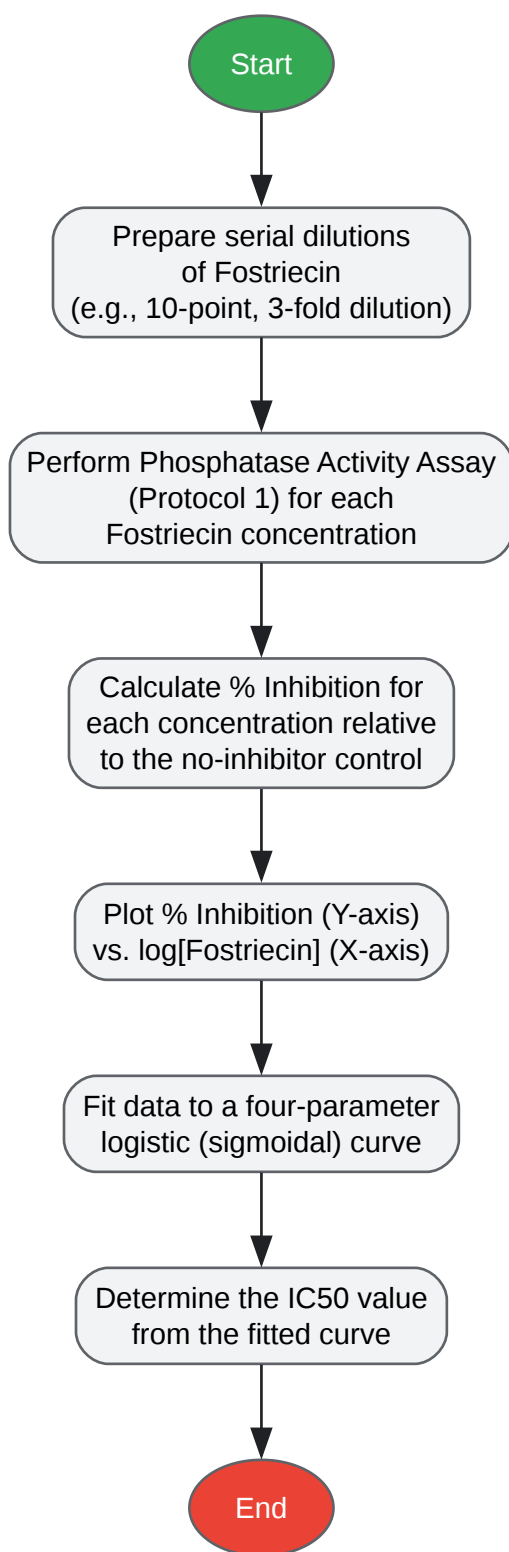 Start
Prepare serial dilutions
of Fostriecin
(e.g., 10-point, 3-fold dilution)
Perform Phosphatase Activity Assay
(Protocol 1) for each
Fostriecin concentration
Calculate % Inhibition for
each concentration relative
to the no-inhibitor control
Plot % Inhibition (Y-axis)
vs. log[Fostriecin] (X-axis)
Fit data to a four-parameter
logistic (sigmoidal) curve
Determine the IC50 value
from the fitted curve
End